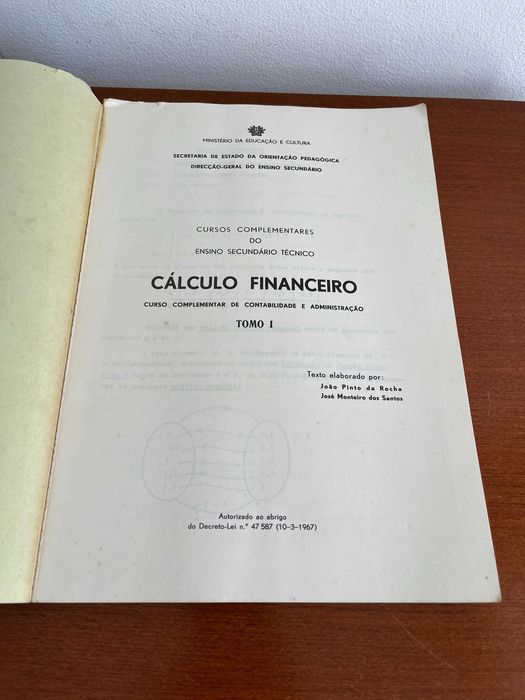 MINISTÉRIO DA EDUCAÇÃO E CULTURA
SECRETARIA DE ESTADO DA ORIENTAÇÃO PEDAGÓGICA
DIRECÇÃO-GERAL DO ENSINO SECUNDÁRIO
CURSOS COMPLEMENTARES
DO
ENSINO SECUNDÁRIO TÉCNICO
CÁLCULO FINANCEIRO
CURSO COMPLEMENTAR DE CONTABILIDADE E ADMINISTRAÇÃO
TOMO I
Texto elaborado por:
João Pinto da Rocha
José Monteiro dos Santos
Autorizado ao abrigo
do Decreto-Lei n.º 47 587 (10-3-1967)